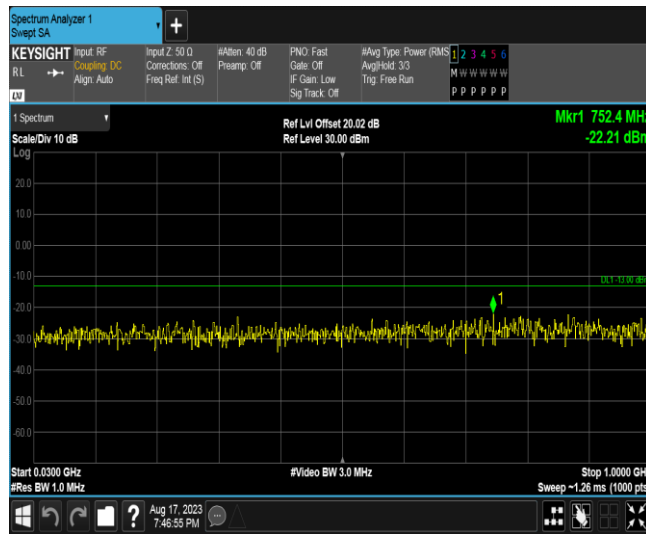 Spectrum Analyzer 1
Swept SA
+
KEYSIGHT
RL
LXI
Input: RF
Coupling: DC
Align: Auto
Input Z: 50 Ω
Corrections: Off
Freq Ref: Int (S)
#Atten: 40 dB
Preamp: Off
PNO: Fast
Gate: Off
IF Gain: Low
Sig Track: Off
#Avg Type: Power (RMS
Avg|Hold: 3/3
Trig: Free Run
1 2 3 4 5 6
M W W W W W
P P P P P P
1 Spectrum
Scale/Div 10 dB
Ref Lvl Offset 20.02 dB
Ref Level 30.00 dBm
Mkr1 752.4 MHz
-22.21 dBm
Log
20.0
10.0
0.00
-10.0
DL1 -13.00 dBm
1
-20.0
-30.0
-40.0
-50.0
-60.0
Start 0.0300 GHz
#Res BW 1.0 MHz
#Video BW 3.0 MHz
Stop 1.0000 GH
Sweep ~1.26 ms (1000 pts
?
Aug 17, 2023
7:46:55 PM